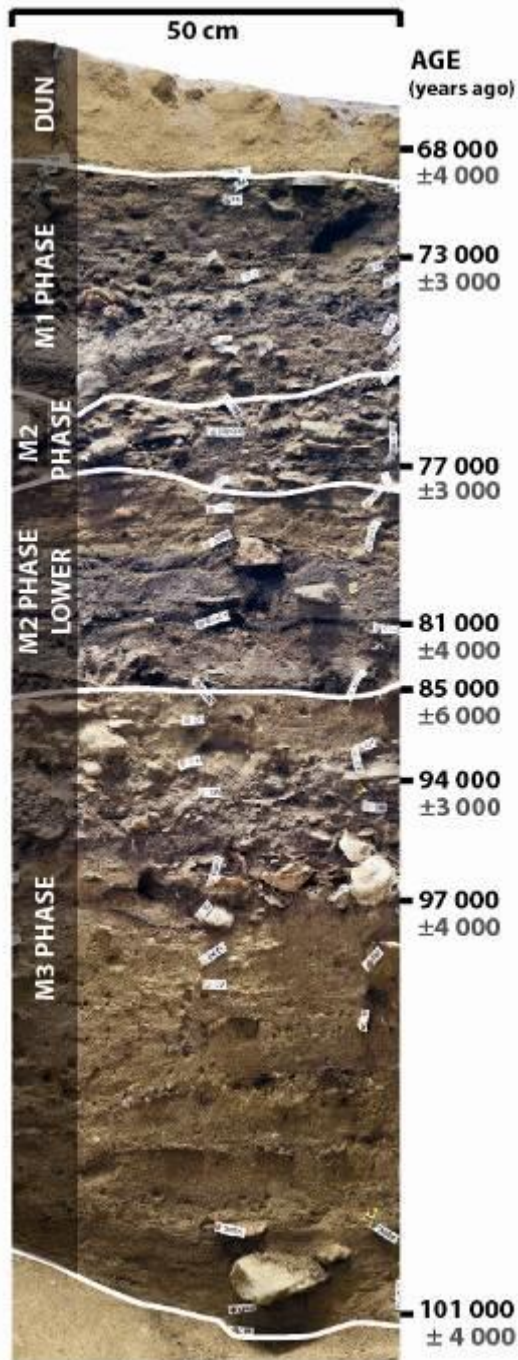 50 cm
AGE
(years ago)
DUN
68 000
±4 000
M1 PHASE
73 000
±3 000
M2
PHASE
77 000
±3 000
M2 PHASE
LOWER
81 000
±4 000
85 000
±6 000
94 000
±3 000
M3 PHASE
97 000
±4 000
101 000
± 4 000